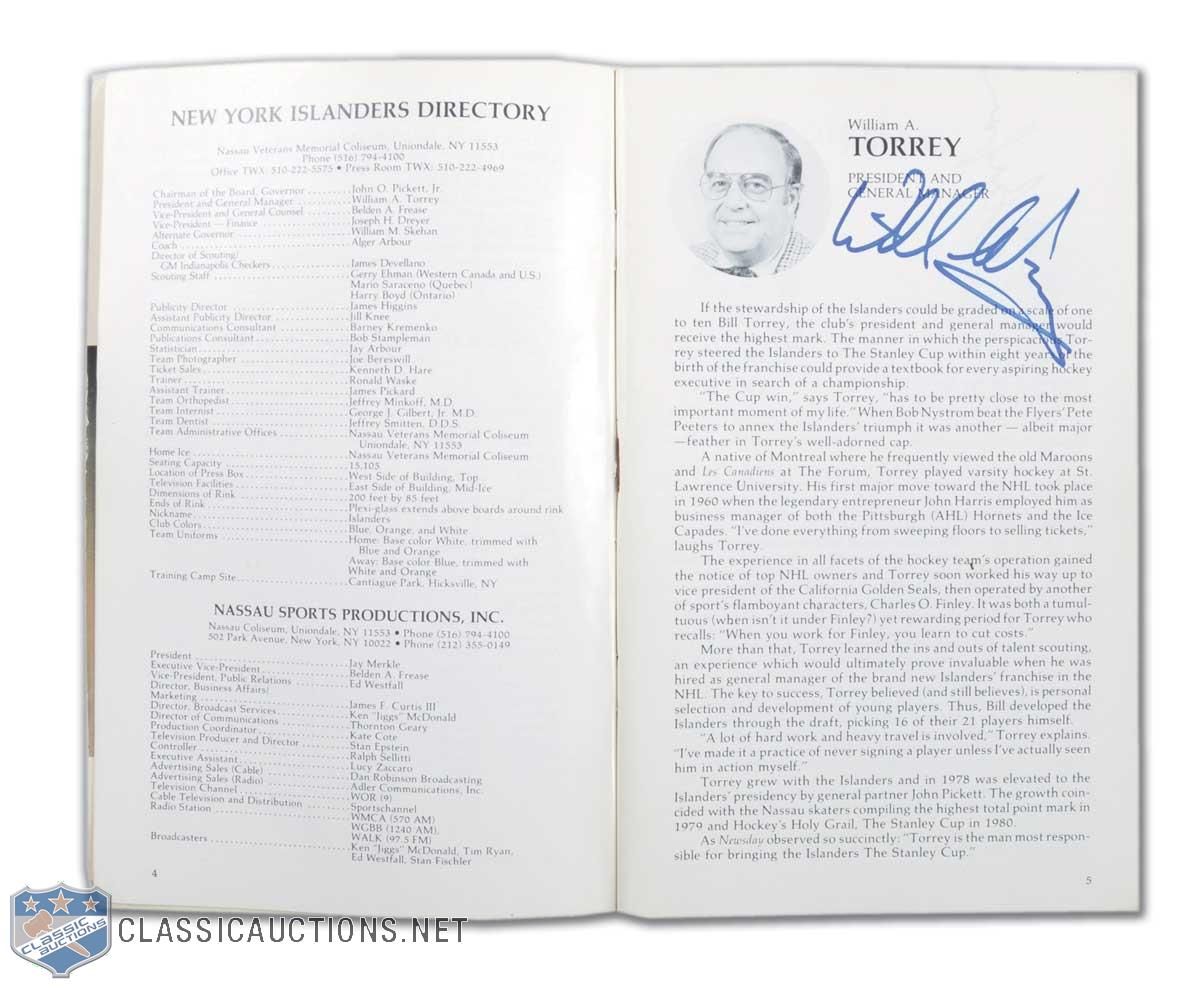 NEW YORK ISLANDERS DIRECTORY
Nassau Veterans Memorial Coliseum, Uniondale, NY 11553
Phone (516) 794-4100
Office TWX: 510-222-5575 • Press Room TWX: 510-222-4969
Chairman of the Board, Governor ......... John O. Pickett, Jr.
President and General Manager ........... William A. Torrey
Vice-President and General Counsel ....... Belden A. Frease
Vice-President — Finance ................ Joseph H. Dreyer
Alternate Governor ...................... William M. Skehan
Coach ................................... Alger Arbour
Director of Scouting/
GM Indianapolis Checkers ................ James Devellano
Scouting Staff .......................... Gerry Ehman (Western Canada and U.S.)
Mario Saraceno (Quebec)
Harry Boyd (Ontario)
Publicity Director ...................... James Higgins
Assistant Publicity Director ............ Jill Knee
Communications Consultant ............... Barney Kremenko
Publications Consultant ................. Bob Stampleman
Statistician ............................ Jay Arbour
Team Photographer ....................... Joe Bereswill
Ticket Sales ............................ Kenneth D. Hare
Trainer ................................. Ronald Waske
Assistant Trainer ....................... James Pickard
Team Orthopedist ........................ Jeffrey Minkoff, M.D.
Team Internist .......................... George J. Gilbert, Jr. M.D.
Team Dentist ............................ Jeffrey Smitten, D.D.S.
Team Administrative Offices ............. Nassau Veterans Memorial Coliseum
Uniondale, NY 11553
Home Ice ................................ Nassau Veterans Memorial Coliseum
Seating Capacity ........................ 15,105
Location of Press Box ................... West Side of Building, Top
Television Facilities ................... East Side of Building, Mid-Ice
Dimensions of Rink ...................... 200 feet by 85 feet
Ends of Rink ............................ Plexi-glass extends above boards around rink
Nickname ................................ Islanders
Club Colors ............................. Blue, Orange, and White
Team Uniforms ........................... Home: Base color White, trimmed with
Blue and Orange
Away: Base color Blue, trimmed with
White and Orange
Training Camp Site ...................... Cantiague Park, Hicksville, NY
NASSAU SPORTS PRODUCTIONS, INC.
Nassau Coliseum, Uniondale, NY 11553 • Phone (516) 794-4100
502 Park Avenue, New York, NY 10022 • Phone (212) 355-0149
President ............................... Jay Merkle
Executive Vice-President ................ Belden A. Frease
Vice-President, Public Relations ........ Ed Westfall
Director, Business Affairs/
Marketing ............................... James F. Curtis III
Director, Broadcast Services ............ Ken "Jiggs" McDonald
Director of Communications .............. Thornton Geary
Production Coordinator .................. Kate Cote
Television Producer and Director ........ Stan Epstein
Controller .............................. Ralph Sellitti
Executive Assistant ..................... Lucy Zaccaro
Advertising Sales (Cable) ............... Dan Robinson Broadcasting
Advertising Sales (Radio) ............... Adler Communications, Inc.
Television Channel ...................... WOR (9)
Cable Television and Distribution ....... Sportschannel
Radio Station ........................... WMCA (570 AM)
WGBB (1240 AM),
WALK (97.5 FM)
Broadcasters ............................ Ken "Jiggs" McDonald, Tim Ryan,
Ed Westfall, Stan Fischler
4
William A.
TORREY
PRESIDENT AND
GENERAL MANAGER
If the stewardship of the Islanders could be graded on a scale of one
to ten Bill Torrey, the club's president and general manager would
receive the highest mark. The manner in which the perspicacious Tor-
rey steered the Islanders to The Stanley Cup within eight years of the
birth of the franchise could provide a textbook for every aspiring hockey
executive in search of a championship.
"The Cup win," says Torrey, "has to be pretty close to the most
important moment of my life." When Bob Nystrom beat the Flyers' Pete
Peeters to annex the Islanders' triumph it was another — albeit major
—feather in Torrey's well-adorned cap.
A native of Montreal where he frequently viewed the old Maroons
and Les Canadiens at The Forum, Torrey played varsity hockey at St.
Lawrence University. His first major move toward the NHL took place
in 1960 when the legendary entrepreneur John Harris employed him as
business manager of both the Pittsburgh (AHL) Hornets and the Ice
Capades. "I've done everything from sweeping floors to selling tickets,"
laughs Torrey.
The experience in all facets of the hockey team's operation gained
the notice of top NHL owners and Torrey soon worked his way up to
vice president of the California Golden Seals, then operated by another
of sport's flamboyant characters, Charles O. Finley. It was both a tumul-
tuous (when isn't it under Finley?) yet rewarding period for Torrey who
recalls: "When you work for Finley, you learn to cut costs."
More than that, Torrey learned the ins and outs of talent scouting,
an experience which would ultimately prove invaluable when he was
hired as general manager of the brand new Islanders' franchise in the
NHL. The key to success, Torrey believed (and still believes), is personal
selection and development of young players. Thus, Bill developed the
Islanders through the draft, picking 16 of their 21 players himself.
"A lot of hard work and heavy travel is involved," Torrey explains.
"I've made it a practice of never signing a player unless I've actually seen
him in action myself."
Torrey grew with the Islanders and in 1978 was elevated to the
Islanders' presidency by general partner John Pickett. The growth coin-
cided with the Nassau skaters compiling the highest total point mark in
1979 and Hockey's Holy Grail, The Stanley Cup in 1980.
As Newsday observed so succinctly: "Torrey is the man most respon-
sible for bringing the Islanders The Stanley Cup."
5
CLASSIC
AUCTIONS
CLASSICAUCTIONS.NET